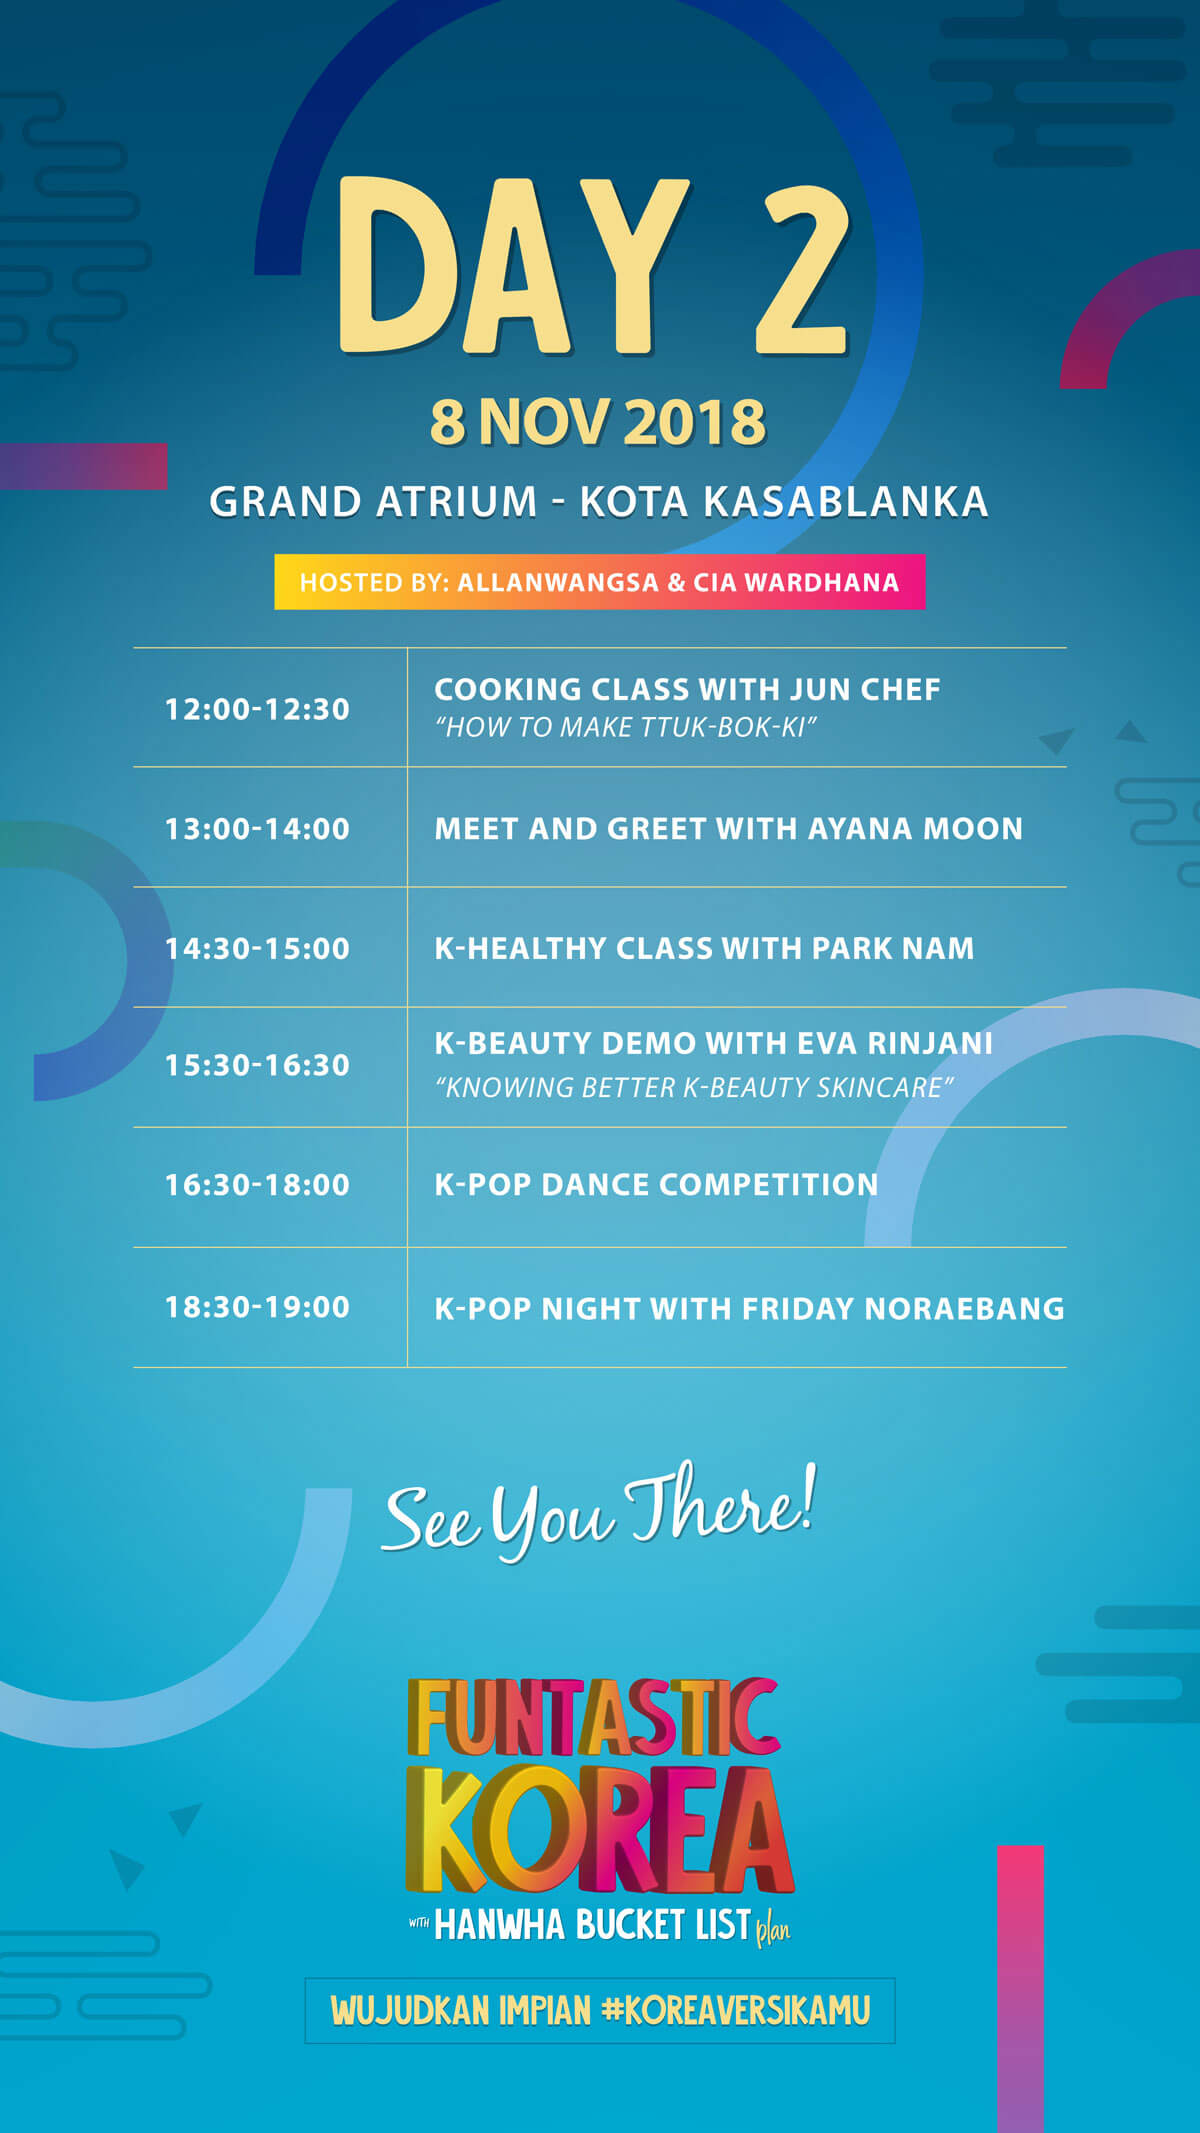 DAY 2
8 NOV 2018
GRAND ATRIUM - KOTA KASABLANKA
HOSTED BY: ALLANWANGSA & CIA WARDHANA
12:00-12:30
COOKING CLASS WITH JUN CHEF
“HOW TO MAKE TTUK-BOK-KI”
13:00-14:00
MEET AND GREET WITH AYANA MOON
14:30-15:00
K-HEALTHY CLASS WITH PARK NAM
15:30-16:30
K-BEAUTY DEMO WITH EVA RINJANI
“KNOWING BETTER K-BEAUTY SKINCARE”
16:30-18:00
K-POP DANCE COMPETITION
18:30-19:00
K-POP NIGHT WITH FRIDAY NORAEBANG
See You There!
FUNTASTIC
KOREA
WITH HANWHA BUCKET LIST plan
WUJUDKAN IMPIAN #KOREAVERSIKAMU